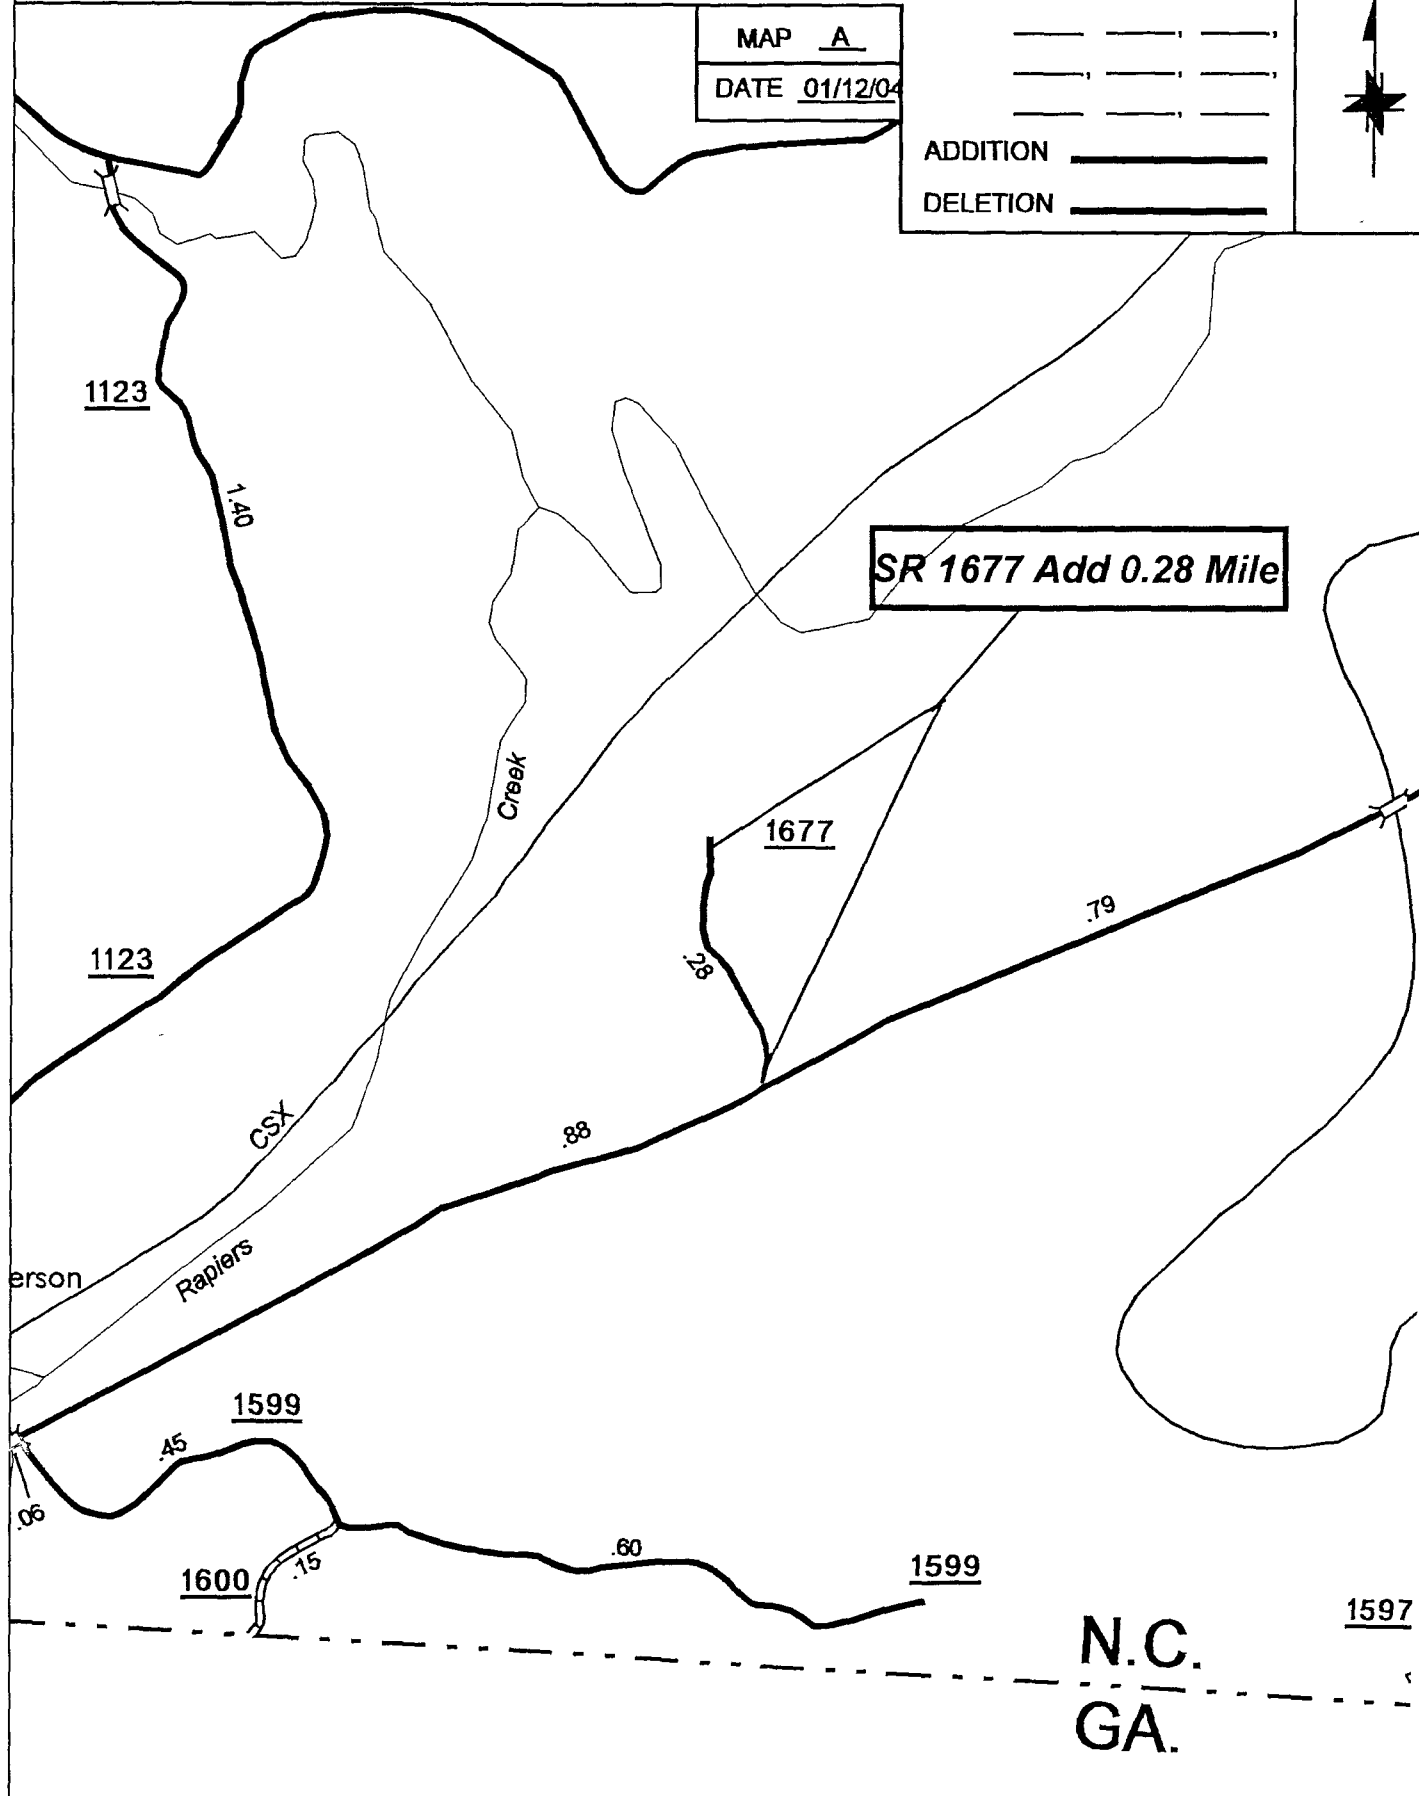 MAP A
DATE 01/12/04
ADDITION
DELETION
1123
1.40
SR 1677 Add 0.28 Mile
Creek
1677
.79
1123
.28
CSX
.88
Rapiers
erson
1599
.45
.06
.60
.15
1600
1599
1597
N.C.
GA.